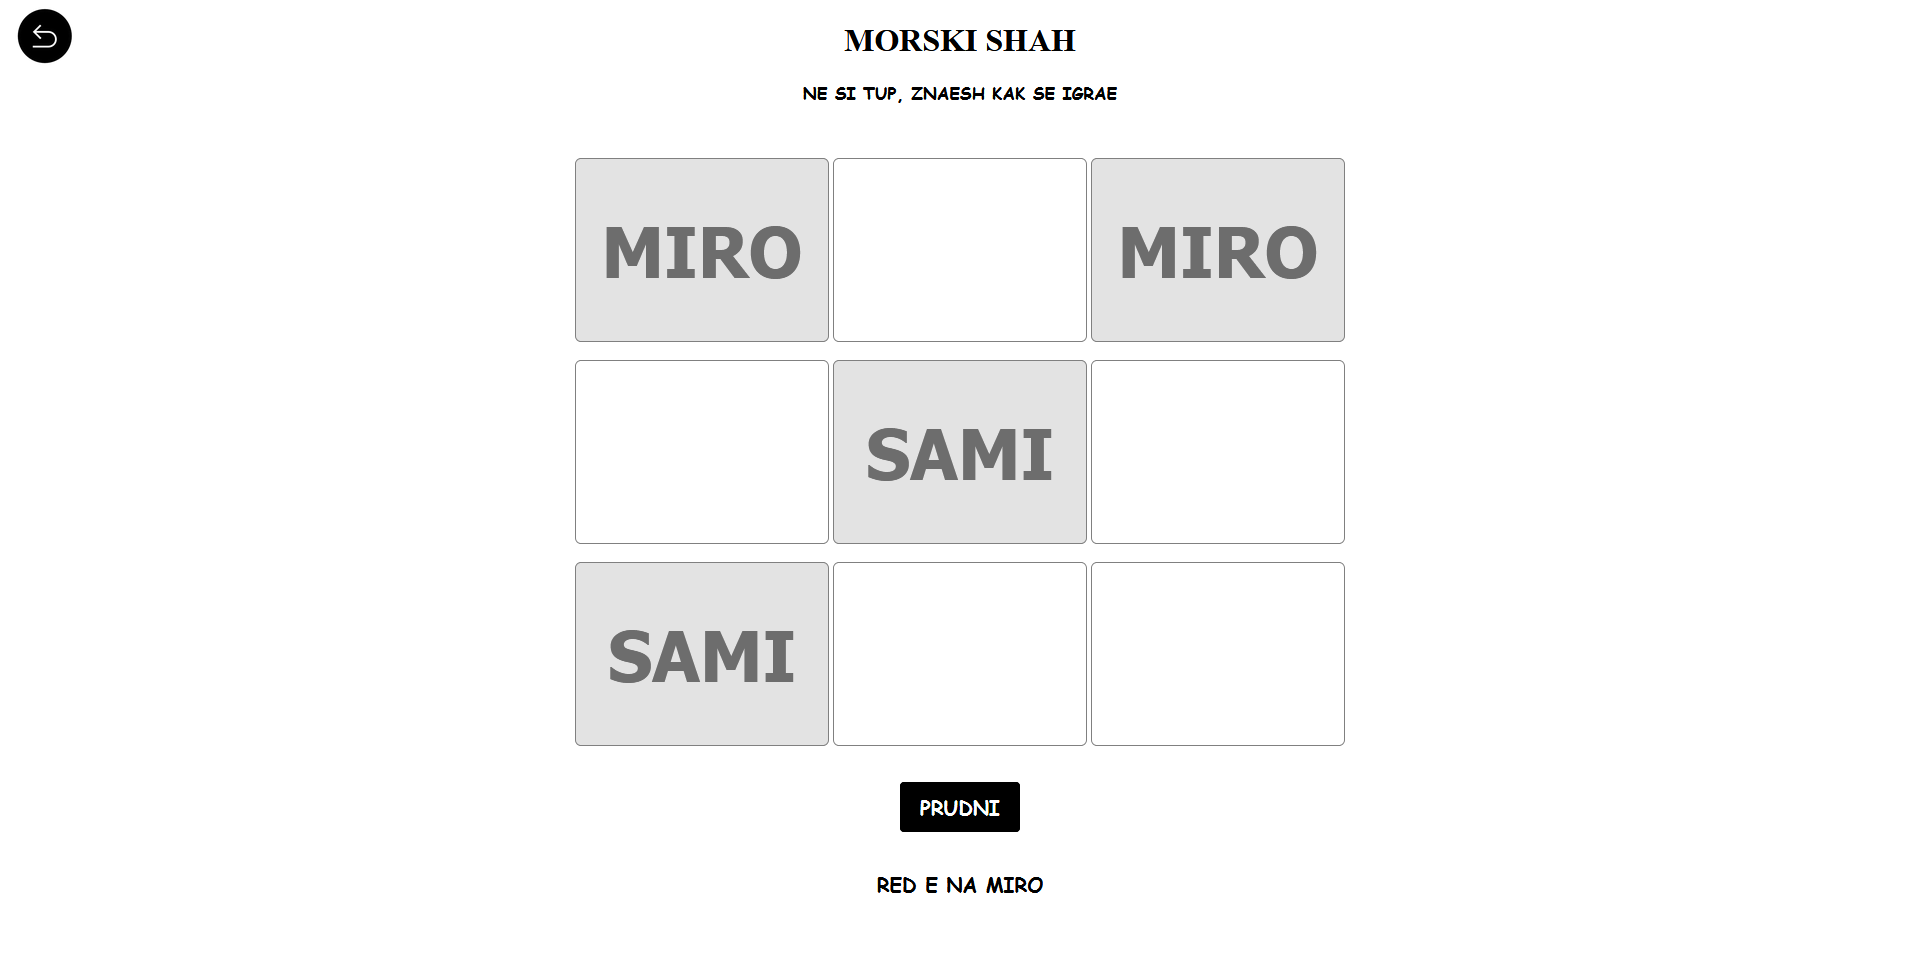 MORSKI SHAH
NE SI TUP, ZNAESH KAK SE IGRAE
MIRO MIRO
SAMI
SAMI
PRUDNI
RED E NA MIRO